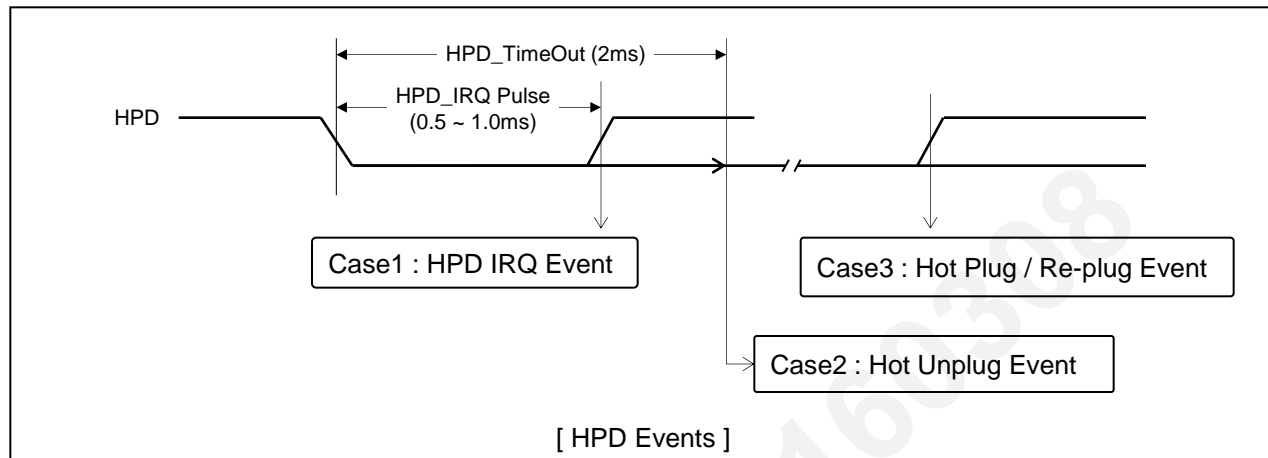 HPD_TimeOut (2ms)
HPD_IRQ Pulse
(0.5 ~ 1.0ms)
HPD
Case1 : HPD IRQ Event
Case3 : Hot Plug / Re-plug Event
Case2 : Hot Unplug Event
[ HPD Events ]
160308